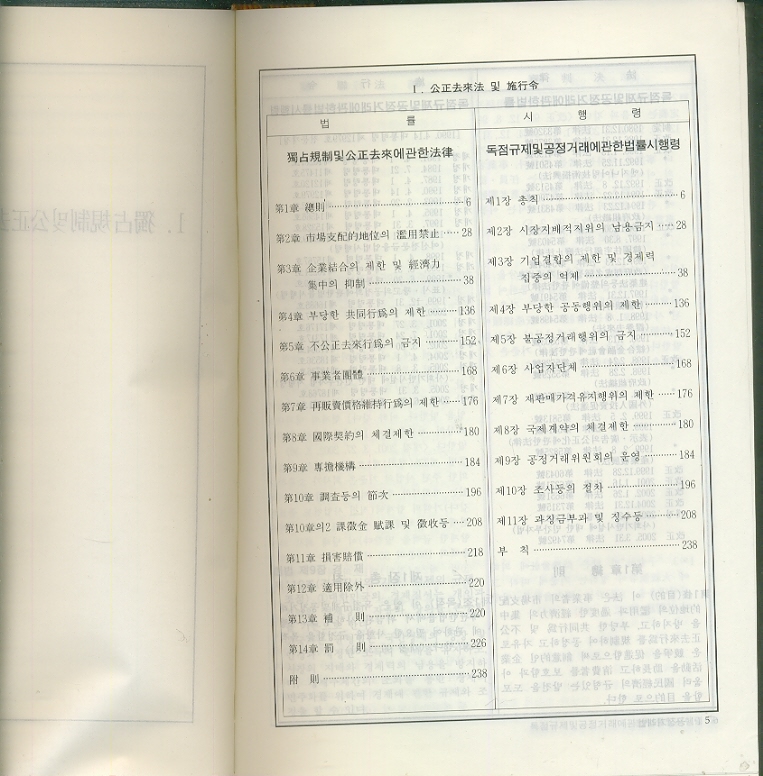 Ⅰ. 公正去來法 및 施行令
법 률
獨占規制및公正去來에관한法律
第1章 總則 ……6
第2章 市場支配的地位의 濫用禁止 ……28
第3章 企業結合의 제한 및 經濟力
集中의 抑制 ……38
第4章 부당한 共同行爲의 제한 ……136
第5章 不公正去來行爲의 금지 ……152
第6章 事業者團體 ……168
第7章 再販賣價格維持行爲의 제한 ……176
第8章 國際契約의 체결제한 ……180
第9章 專擔機構 ……184
第10章 調査등의 節次 ……196
第10章의2 課徵金 賦課 및 徵收등 ……208
第11章 損害賠償 ……218
第12章 適用除外 ……220
第13章 補 則 ……220
第14章 罰 則 ……226
附 則 ……238
시 행 령
독점규제및공정거래에관한법률시행령
제1장 총칙 ……6
제2장 시장지배적지위의 남용금지 ……28
제3장 기업결합의 제한 및 경제력
집중의 억제 ……38
제4장 부당한 공동행위의 제한 ……136
제5장 불공정거래행위의 금지 ……152
제6장 사업자단체 ……168
제7장 재판매가격유지행위의 제한 ……176
제8장 국제계약의 체결제한 ……180
제9장 공정거래위원회의 운영 ……184
제10장 조사등의 절차 ……196
제11장 과징금부과 및 징수등 ……208
부 칙 ……238
5